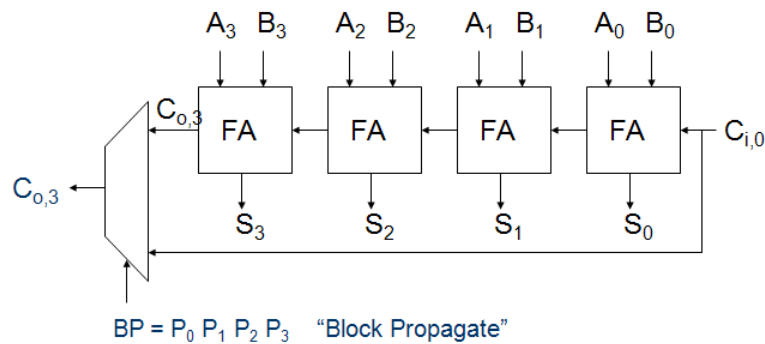 A₃ B₃ A₂ B₂ A₁ B₁ A₀ B₀
Cₒ,₃ FA FA FA FA Cᵢ,₀
Cₒ,₃
S₃ S₂ S₁ S₀
BP = P₀ P₁ P₂ P₃ “Block Propagate”